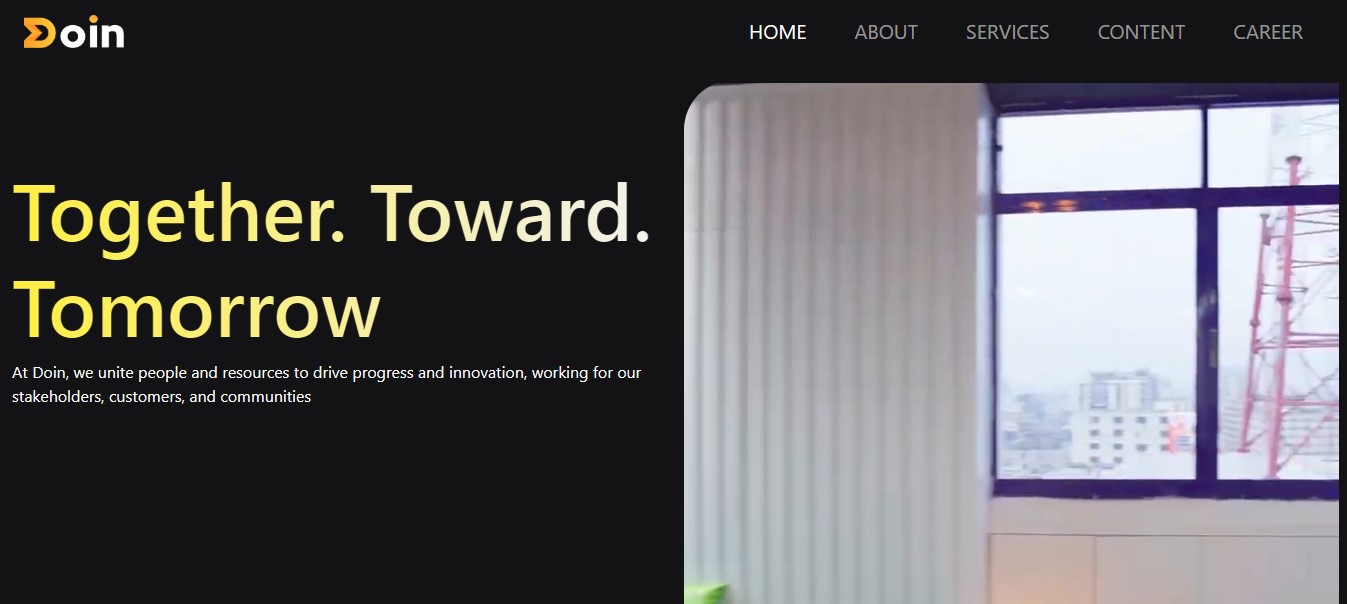 Doin
HOME ABOUT SERVICES CONTENT CAREER
Together. Toward.
Tomorrow
At Doin, we unite people and resources to drive progress and innovation, working for our
stakeholders, customers, and communities